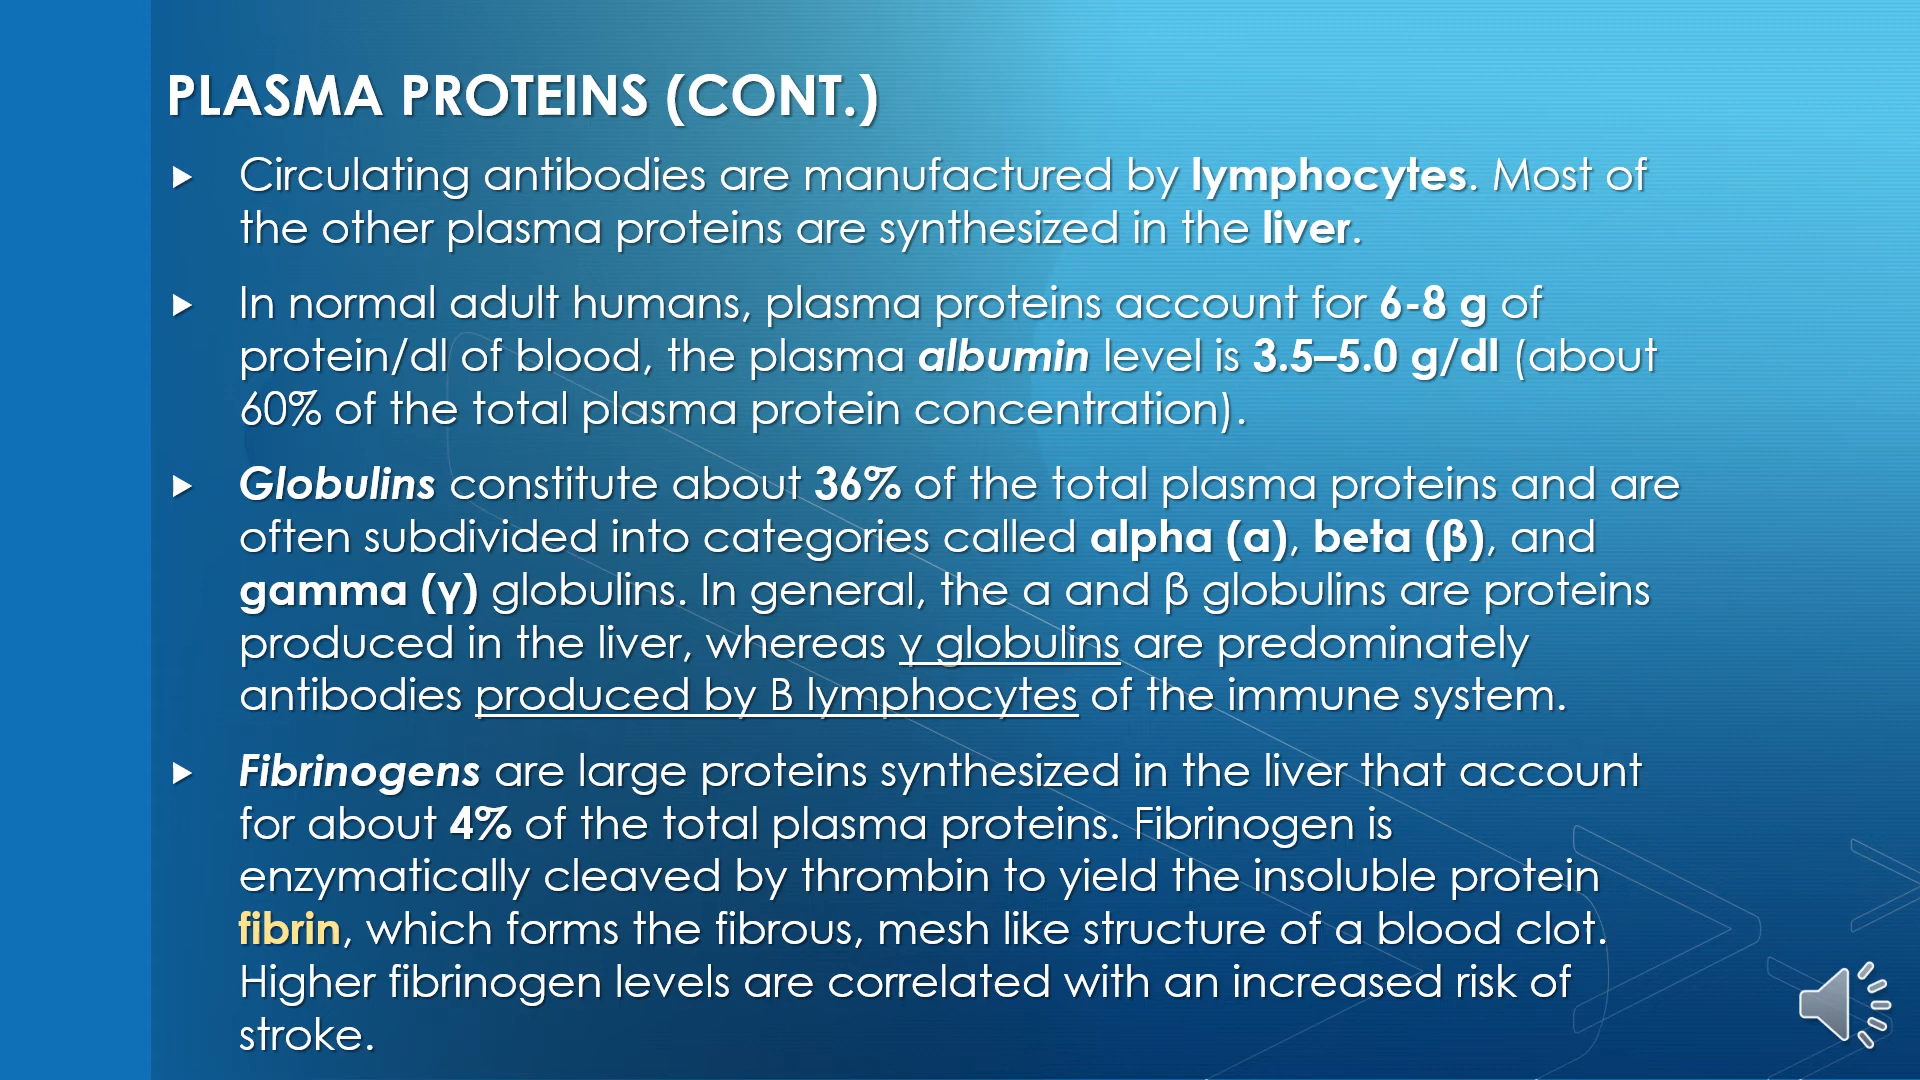 PLASMA PROTEINS (CONT.)
Circulating antibodies are manufactured by lymphocytes. Most of
the other plasma proteins are synthesized in the liver.
In normal adult humans, plasma proteins account for 6-8 g of
protein/dl of blood, the plasma albumin level is 3.5–5.0 g/dl (about
60% of the total plasma protein concentration).
Globulins constitute about 36% of the total plasma proteins and are
often subdivided into categories called alpha (α), beta (β), and
gamma (γ) globulins. In general, the α and β globulins are proteins
produced in the liver, whereas γ globulins are predominately
antibodies produced by B lymphocytes of the immune system.
Fibrinogens are large proteins synthesized in the liver that account
for about 4% of the total plasma proteins. Fibrinogen is
enzymatically cleaved by thrombin to yield the insoluble protein
fibrin, which forms the fibrous, mesh like structure of a blood clot.
Higher fibrinogen levels are correlated with an increased risk of
stroke.